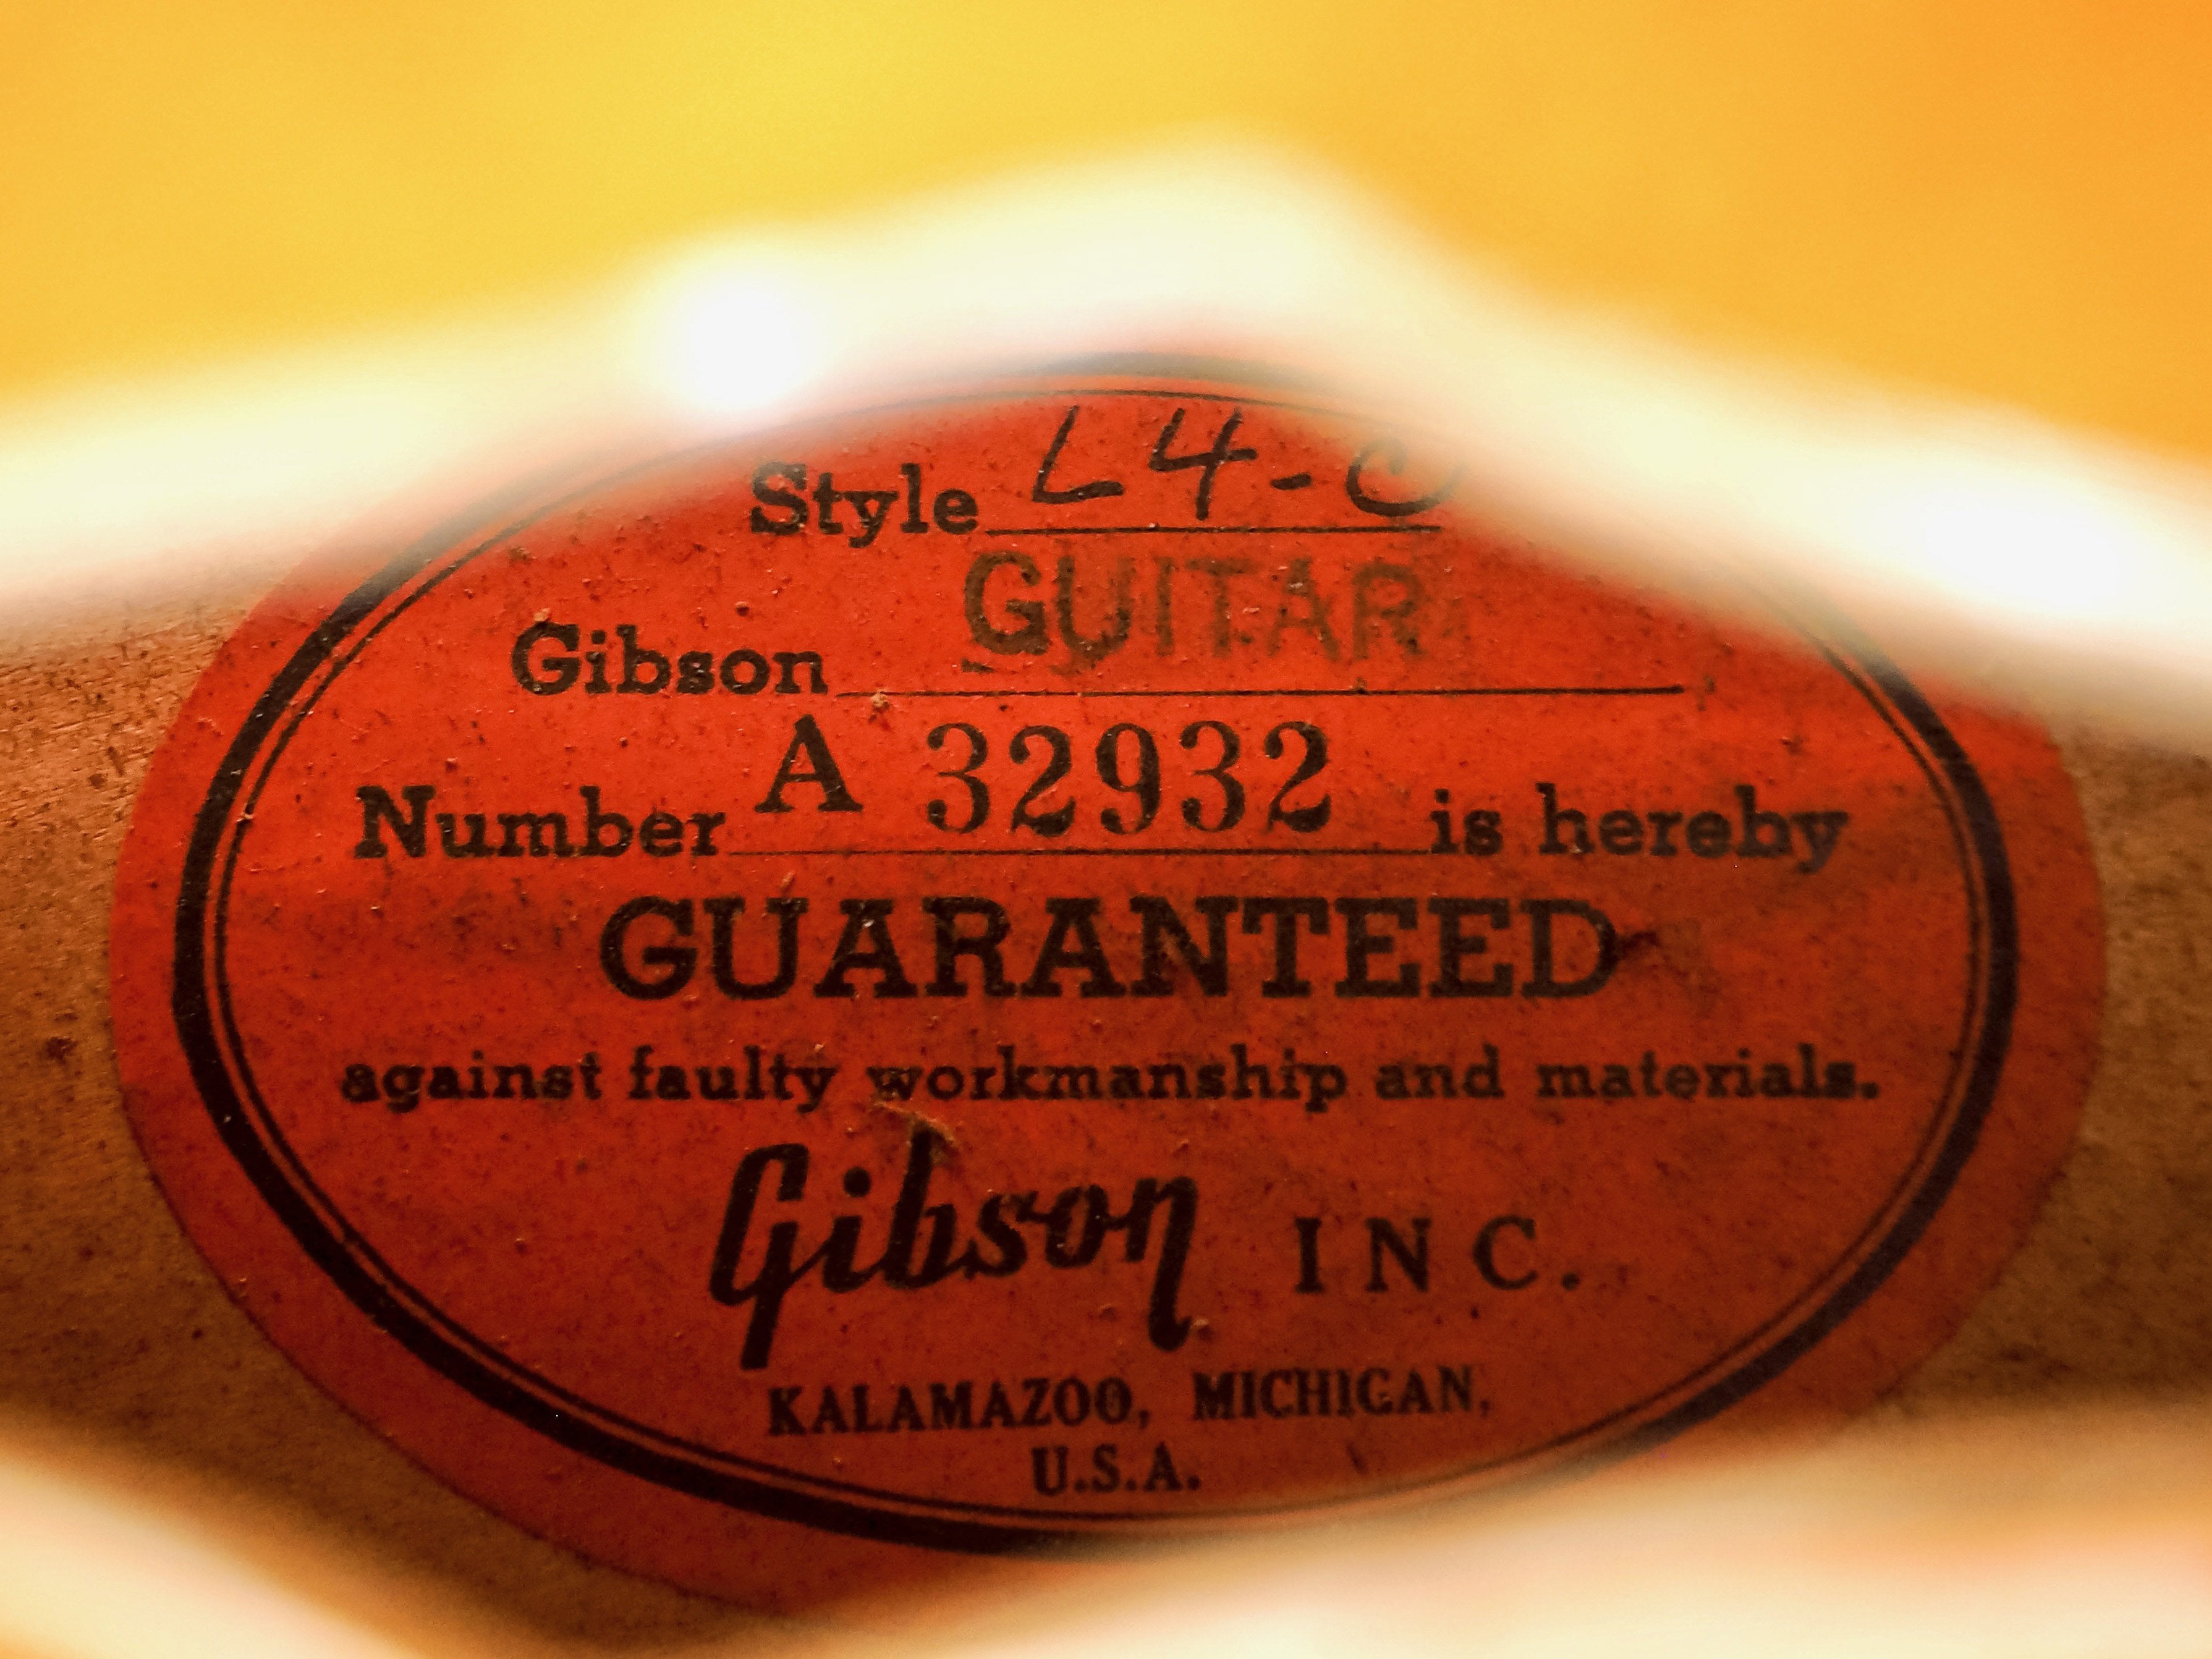 Style L4-C
GUITAR
Gibson
Number A 32932 is hereby
GUARANTEED
against faulty workmanship and materials.
Gibson INC.
KALAMAZOO, MICHIGAN,
U.S.A.